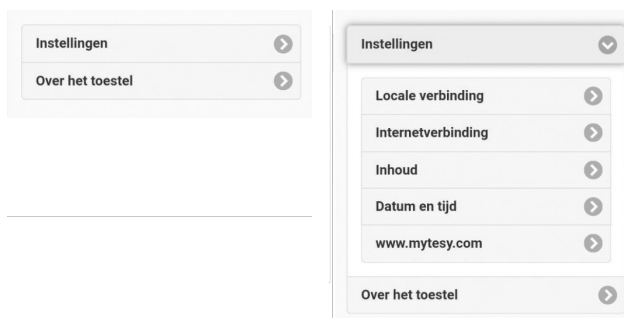 Instellingen
Over het toestel
Instellingen
Locale verbinding
Internetverbinding
Inhoud
Datum en tijd
www.mytesy.com
Over het toestel